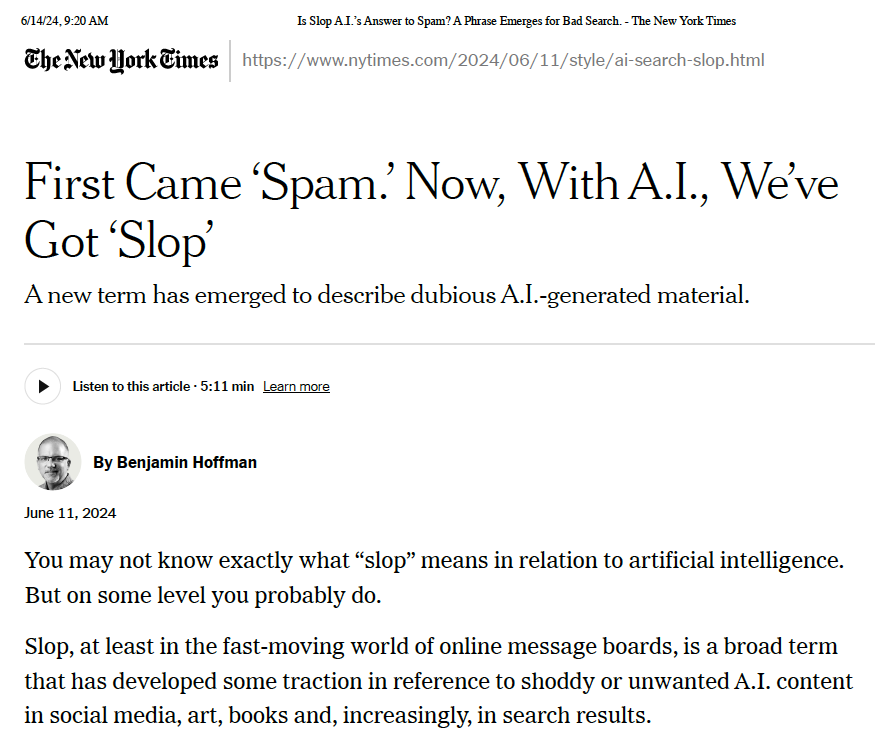 6/14/24, 9:20 AM Is Slop A.I.’s Answer to Spam? A Phrase Emerges for Bad Search. - The New York Times
The New York Times https://www.nytimes.com/2024/06/11/style/ai-search-slop.html
First Came ‘Spam.’ Now, With A.I., We’ve
Got ‘Slop’
A new term has emerged to describe dubious A.I.-generated material.
Listen to this article · 5:11 min Learn more
By Benjamin Hoffman
June 11, 2024
You may not know exactly what “slop” means in relation to artificial intelligence.
But on some level you probably do.
Slop, at least in the fast-moving world of online message boards, is a broad term
that has developed some traction in reference to shoddy or unwanted A.I. content
in social media, art, books and, increasingly, in search results.